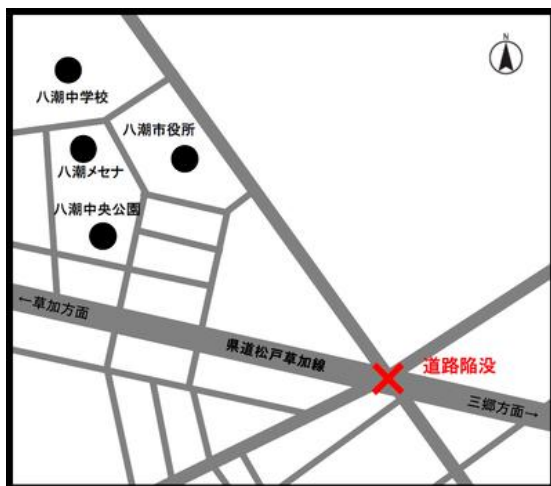 N
八潮中学校
八潮市役所
八潮メセナ
八潮中央公園
←草加方面
県道松戸草加線
道路陥没
三郷方面→